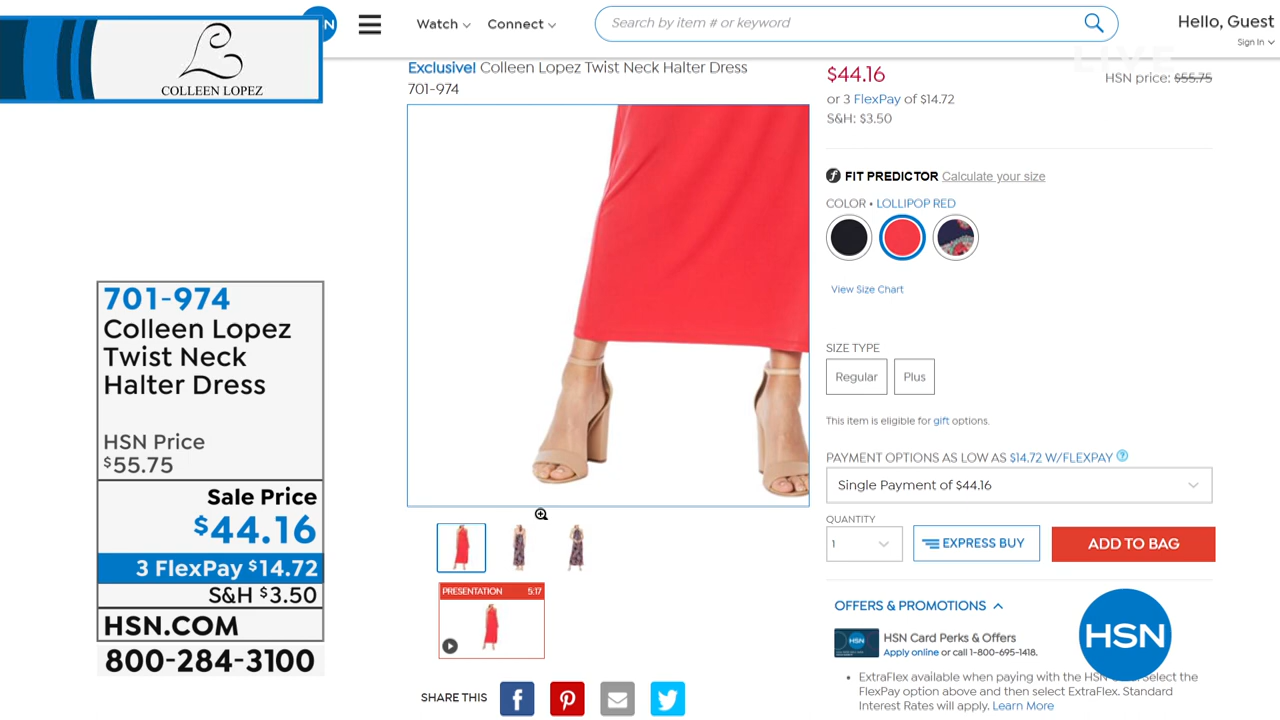 COLLEEN LOPEZ
Watch
Connect
Search by item # or keyword
Hello, Guest
Sign In
LIVE
Exclusive! Colleen Lopez Twist Neck Halter Dress
701-974
$44.16
HSN price: $55.75
or 3 FlexPay of $14.72
S&H: $3.50
f FIT PREDICTOR Calculate your size
COLOR • LOLLIPOP RED
View Size Chart
SIZE TYPE
Regular
Plus
This item is eligible for gift options.
PAYMENT OPTIONS AS LOW AS $14.72 W/FLEXPAY ?
Single Payment of $44.16
QUANTITY
1
EXPRESS BUY
ADD TO BAG
OFFERS & PROMOTIONS
HSN
HSN Card Perks & Offers
Apply online or call 1-800-695-1418.
• ExtraFlex available when paying with the HSN Select the
FlexPay option above and then select ExtraFlex. Standard
Interest Rates will apply. Learn More
HSN
701-974
Colleen Lopez
Twist Neck
Halter Dress
HSN Price
$55.75
Sale Price
$44.16
3 FlexPay $14.72
S&H $3.50
HSN.COM
800-284-3100
PRESENTATION 5:17
SHARE THIS